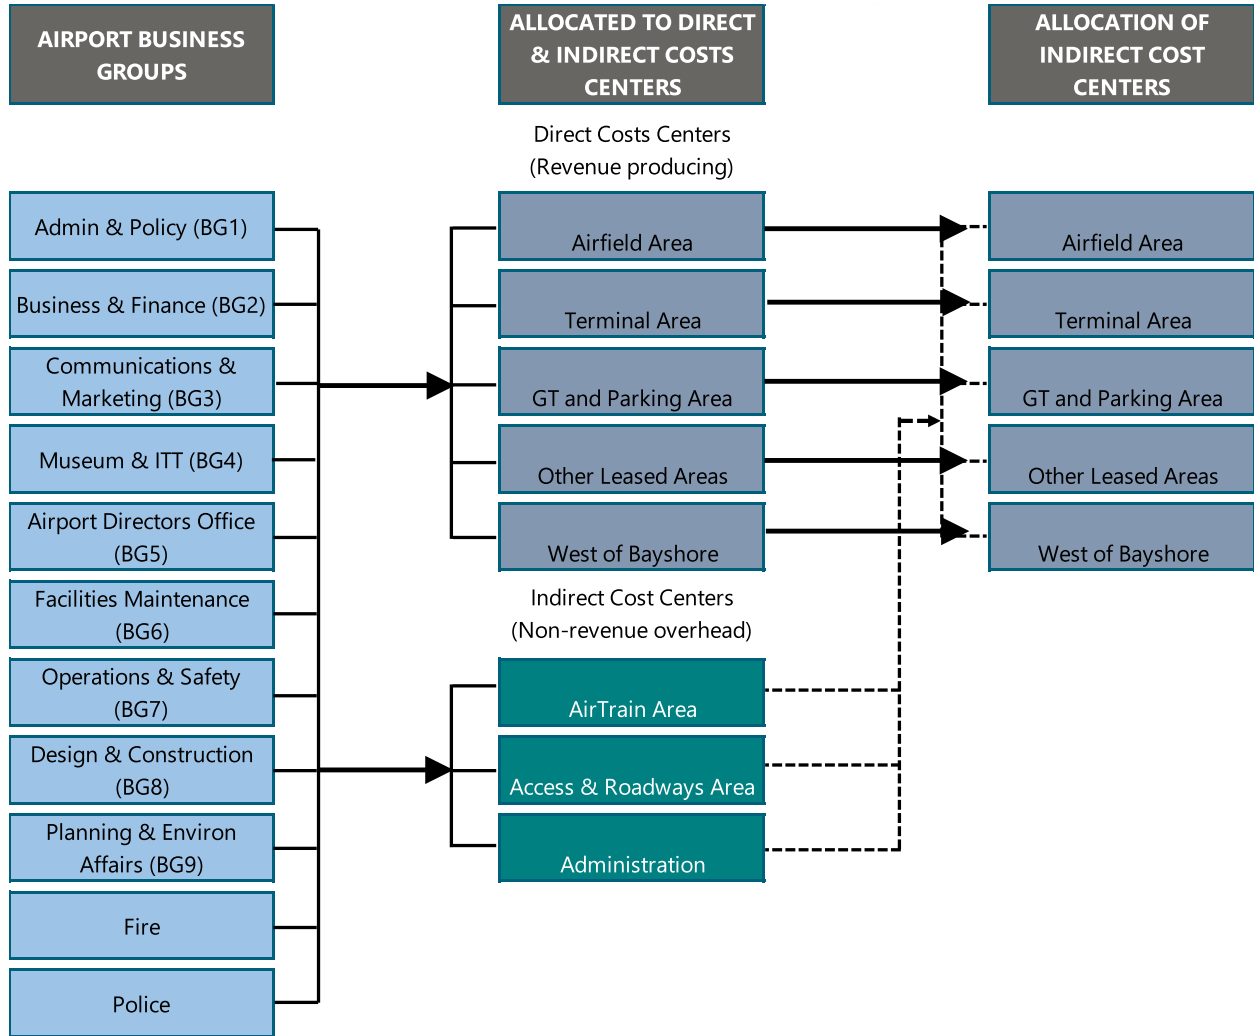 AIRPORT BUSINESS
GROUPS
ALLOCATED TO DIRECT
& INDIRECT COSTS
CENTERS
ALLOCATION OF
INDIRECT COST
CENTERS
Direct Costs Centers
(Revenue producing)
Admin & Policy (BG1)
Business & Finance (BG2)
Communications &
Marketing (BG3)
Museum & ITT (BG4)
Airport Directors Office
(BG5)
Facilities Maintenance
(BG6)
Operations & Safety
(BG7)
Design & Construction
(BG8)
Planning & Environ
Affairs (BG9)
Fire
Police
Airfield Area
Terminal Area
GT and Parking Area
Other Leased Areas
West of Bayshore
Indirect Cost Centers
(Non-revenue overhead)
AirTrain Area
Access & Roadways Area
Administration
Airfield Area
Terminal Area
GT and Parking Area
Other Leased Areas
West of Bayshore